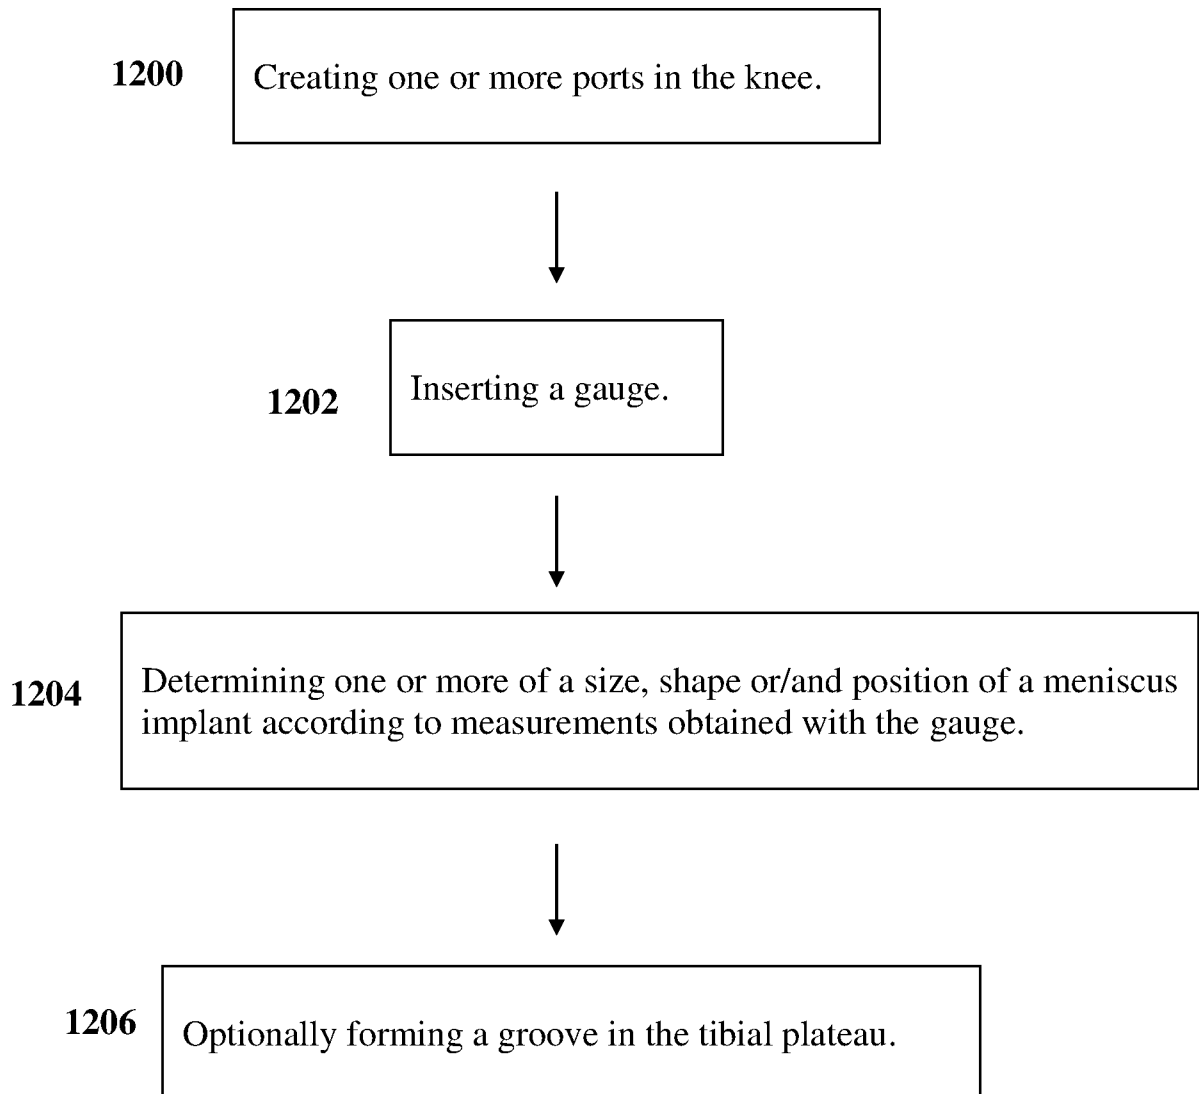 1200
Creating one or more ports in the knee.
1202
Inserting a gauge.
1204
Determining one or more of a size, shape or/and position of a meniscus
implant according to measurements obtained with the gauge.
1206
Optionally forming a groove in the tibial plateau.